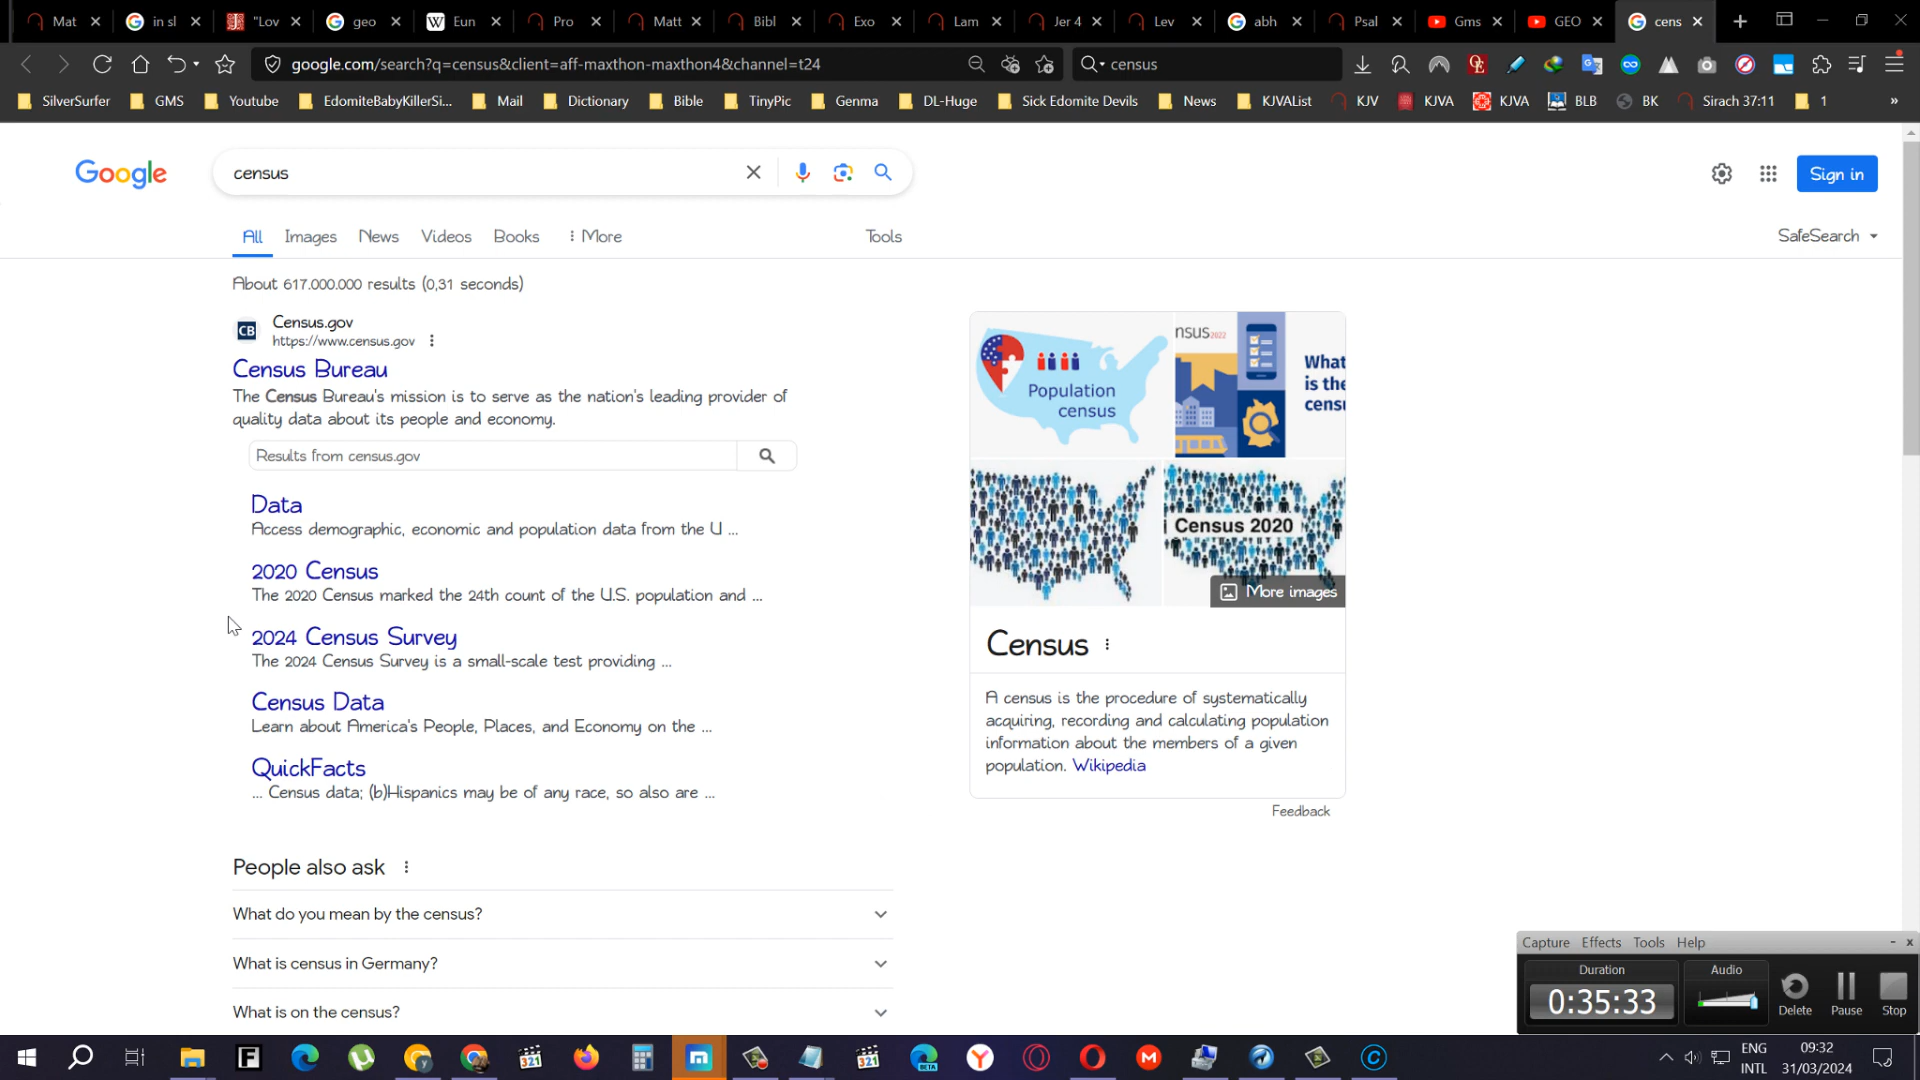 Mat
in sl
"Lov
geo
Eun
Pro
Matt
Bibl
Exo
Lam
Jer 4
Lev
abh
Psal
Gms
GEO
cens
google.com/search?q=census&client=aff-maxthon-maxthon4&channel=t24
census
SilverSurfer
GMS
Youtube
EdomiteBabyKillerSi...
Mail
Dictionary
Bible
TinyPic
Genma
DL-Huge
Sick Edomite Devils
News
KJVAList
KJV
KJVA
KJVA
BLB
BK
Sirach 37:11
1
»
Google
census
Sign in
All
Images
News
Videos
Books
More
Tools
SafeSearch
About 617.000.000 results (0,31 seconds)
CB
Census.gov
https://www.census.gov
Census Bureau
The Census Bureau's mission is to serve as the nation's leading provider of
quality data about its people and economy.
Results from census.gov
Data
Access demographic, economic and population data from the U ...
2020 Census
The 2020 Census marked the 24th count of the U.S. population and ...
2024 Census Survey
The 2024 Census Survey is a small-scale test providing ...
Census Data
Learn about America's People, Places, and Economy on the ...
QuickFacts
... Census data; (b)Hispanics may be of any race, so also are ...
People also ask
What do you mean by the census?
What is census in Germany?
What is on the census?
Population
census
nsus2022
What
is the
censu
Census 2020
More images
Census
A census is the procedure of systematically
acquiring, recording and calculating population
information about the members of a given
population. Wikipedia
Feedback
Capture Effects Tools Help
Duration
0:35:33
Audio
Delete
Pause
Stop
ENG
INTL
09:32
31/03/2024